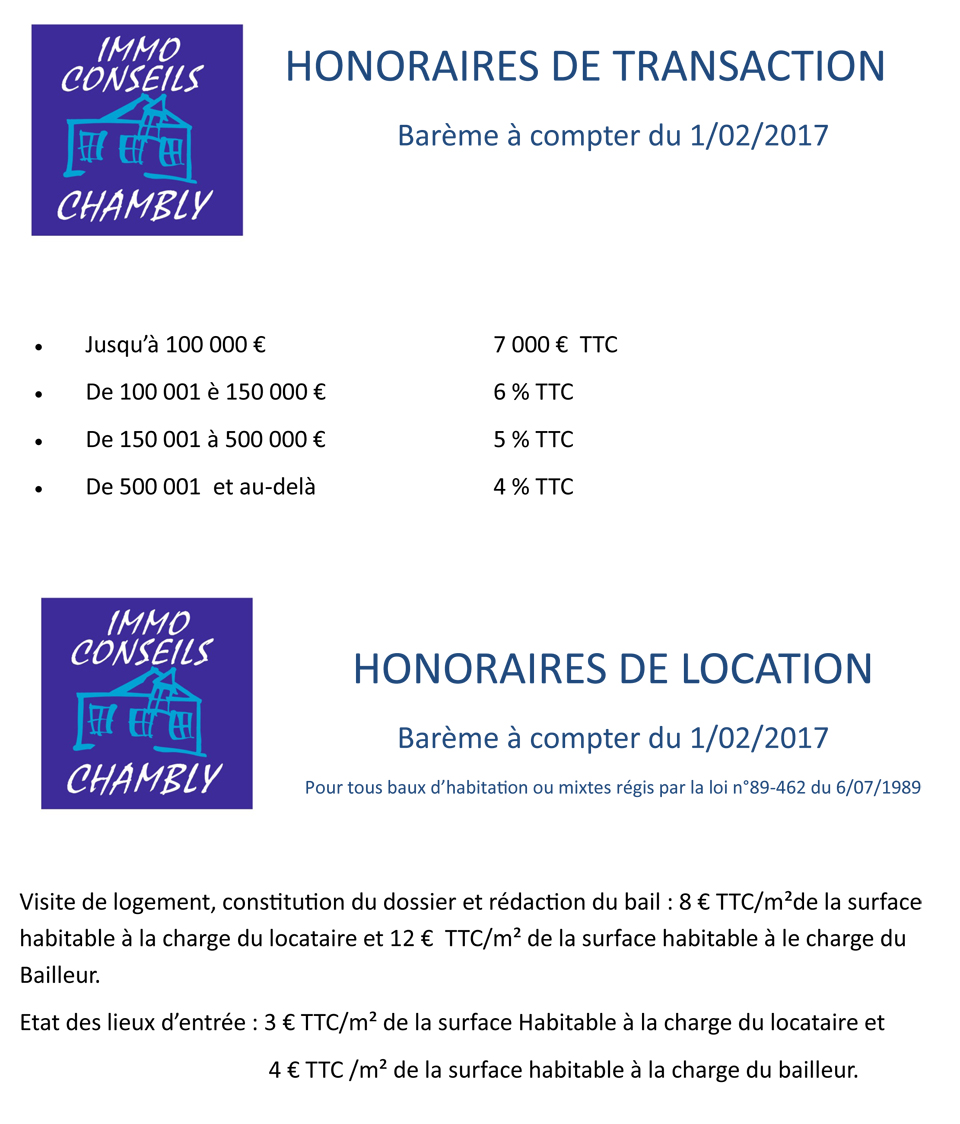 IMMO
CONSEILS
CHAMBLY
HONORAIRES DE TRANSACTION
Barème à compter du 1/02/2017
• Jusqu’à 100 000 € 7 000 € TTC
• De 100 001 è 150 000 € 6 % TTC
• De 150 001 à 500 000 € 5 % TTC
• De 500 001 et au-delà 4 % TTC
IMMO
CONSEILS
CHAMBLY
HONORAIRES DE LOCATION
Barème à compter du 1/02/2017
Pour tous baux d’habitation ou mixtes régis par la loi n°89-462 du 6/07/1989
Visite de logement, constitution du dossier et rédaction du bail : 8 € TTC/m²de la surface
habitable à la charge du locataire et 12 € TTC/m² de la surface habitable à le charge du
Bailleur.
Etat des lieux d’entrée : 3 € TTC/m² de la surface Habitable à la charge du locataire et
4 € TTC /m² de la surface habitable à la charge du bailleur.